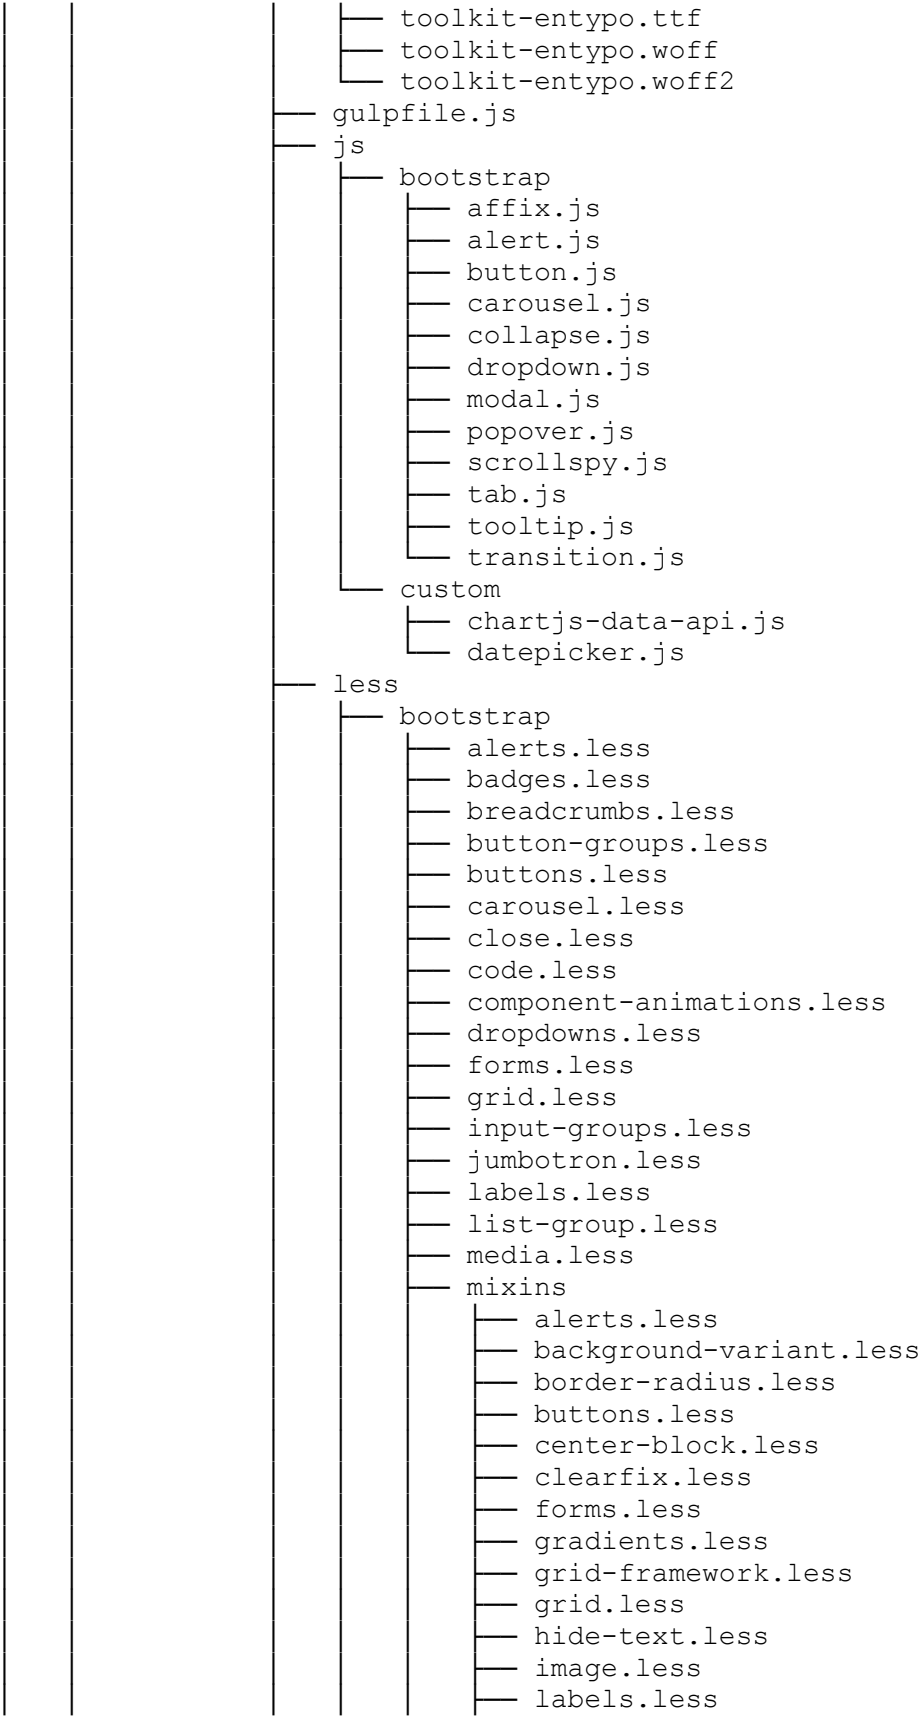 │   │           │   ├── toolkit-entypo.ttf
│   │           │   ├── toolkit-entypo.woff
│   │           │   └── toolkit-entypo.woff2
│   │           ├── gulpfile.js
│   │           ├── js
│   │           │   ├── bootstrap
│   │           │   │   ├── affix.js
│   │           │   │   ├── alert.js
│   │           │   │   ├── button.js
│   │           │   │   ├── carousel.js
│   │           │   │   ├── collapse.js
│   │           │   │   ├── dropdown.js
│   │           │   │   ├── modal.js
│   │           │   │   ├── popover.js
│   │           │   │   ├── scrollspy.js
│   │           │   │   ├── tab.js
│   │           │   │   ├── tooltip.js
│   │           │   │   └── transition.js
│   │           │   └── custom
│   │           │       ├── chartjs-data-api.js
│   │           │       └── datepicker.js
│   │           ├── less
│   │           │   ├── bootstrap
│   │           │   │   ├── alerts.less
│   │           │   │   ├── badges.less
│   │           │   │   ├── breadcrumbs.less
│   │           │   │   ├── button-groups.less
│   │           │   │   ├── buttons.less
│   │           │   │   ├── carousel.less
│   │           │   │   ├── close.less
│   │           │   │   ├── code.less
│   │           │   │   ├── component-animations.less
│   │           │   │   ├── dropdowns.less
│   │           │   │   ├── forms.less
│   │           │   │   ├── grid.less
│   │           │   │   ├── input-groups.less
│   │           │   │   ├── jumbotron.less
│   │           │   │   ├── labels.less
│   │           │   │   ├── list-group.less
│   │           │   │   ├── media.less
│   │           │   │   ├── mixins
│   │           │   │   │   ├── alerts.less
│   │           │   │   │   ├── background-variant.less
│   │           │   │   │   ├── border-radius.less
│   │           │   │   │   ├── buttons.less
│   │           │   │   │   ├── center-block.less
│   │           │   │   │   ├── clearfix.less
│   │           │   │   │   ├── forms.less
│   │           │   │   │   ├── gradients.less
│   │           │   │   │   ├── grid-framework.less
│   │           │   │   │   ├── grid.less
│   │           │   │   │   ├── hide-text.less
│   │           │   │   │   ├── image.less
│   │           │   │   │   ├── labels.less